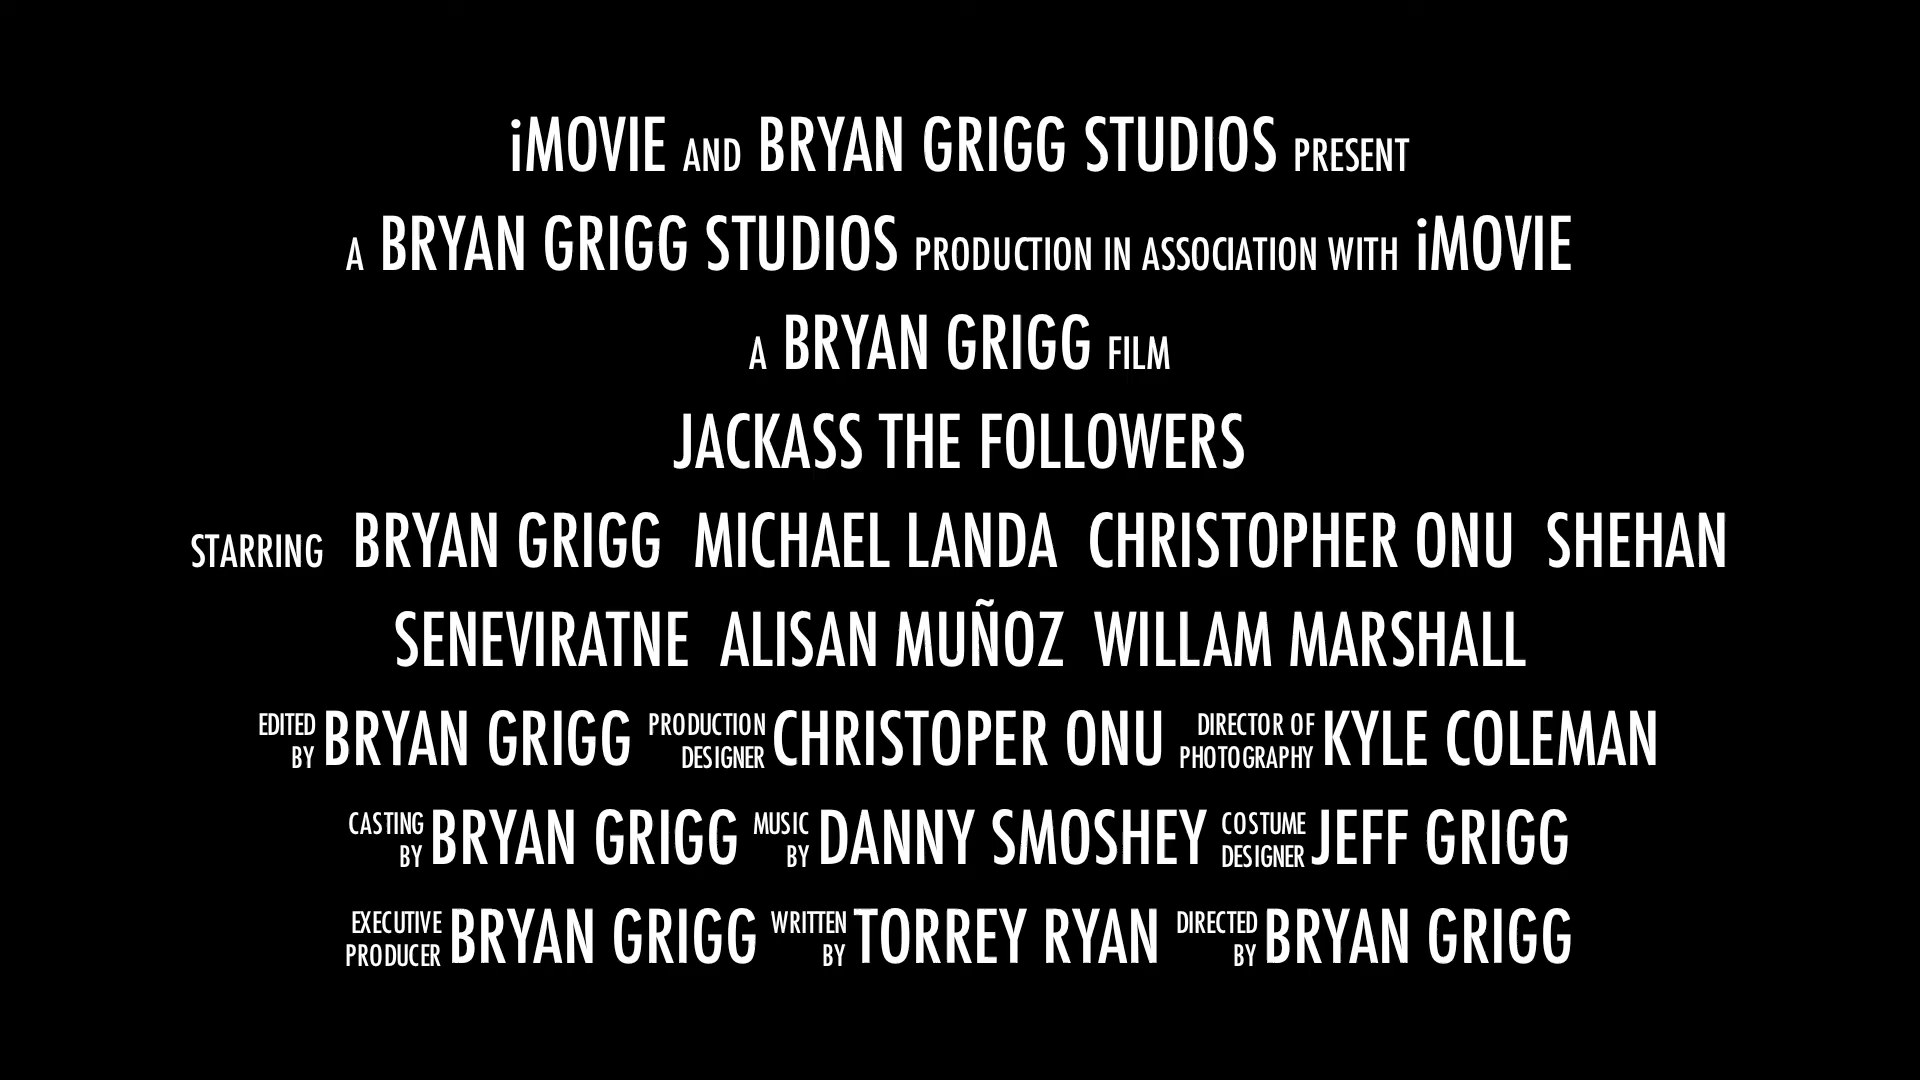 iMOVIE AND BRYAN GRIGG STUDIOS PRESENT
A BRYAN GRIGG STUDIOS PRODUCTION IN ASSOCIATION WITH iMOVIE
A BRYAN GRIGG FILM
JACKASS THE FOLLOWERS
STARRING BRYAN GRIGG MICHAEL LANDA CHRISTOPHER ONU SHEHAN
SENEVIRATNE ALISAN MUÑOZ WILLAM MARSHALL
EDITED BY BRYAN GRIGG PRODUCTION DESIGNER CHRISTOPER ONU DIRECTOR OF PHOTOGRAPHY KYLE COLEMAN
CASTING BY BRYAN GRIGG MUSIC BY DANNY SMOSHEY COSTUME DESIGNER JEFF GRIGG
EXECUTIVE PRODUCER BRYAN GRIGG WRITTEN BY TORREY RYAN DIRECTED BY BRYAN GRIGG